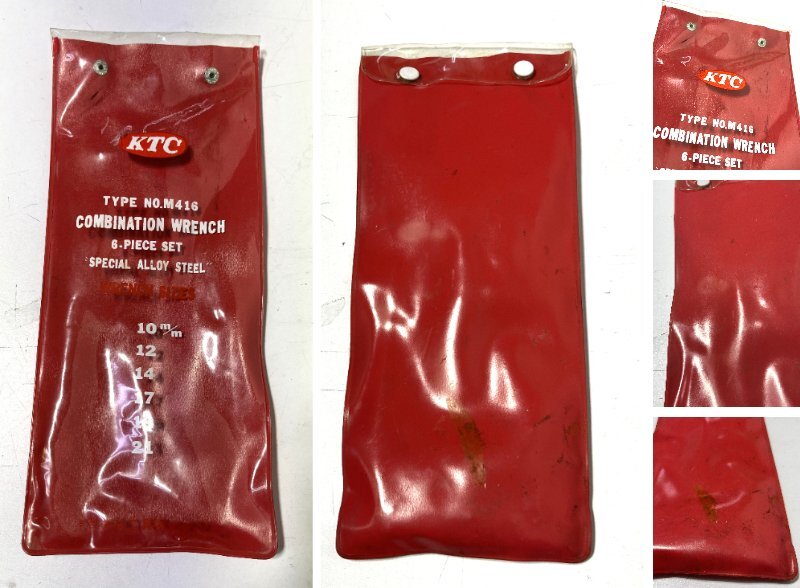 KTC
TYPE NO.M416
COMBINATION WRENCH
6-PIECE SET
"SPECIAL ALLOY STEEL"
10 m/m
12
14
17
19
21
KTC
TYPE NO.M416
COMBINATION WRENCH
6-PIECE SET